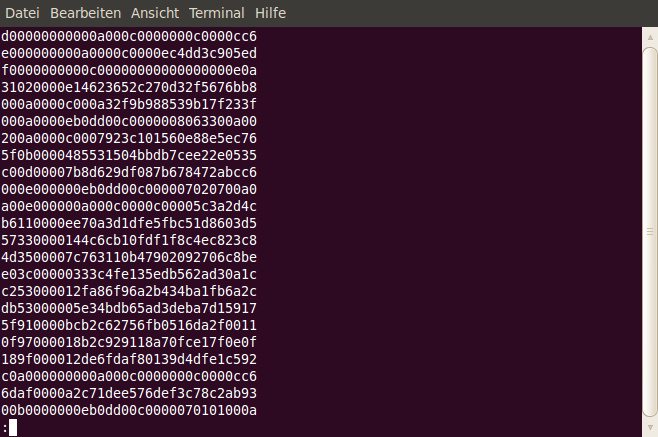 Datei Bearbeiten Ansicht Terminal Hilfe
d00000000000a000c0000000c0000cc6
e000000000a0000c0000ec4dd3c905ed
f0000000000c00000000000000000e0a
31020000e14623652c270d32f5676bb8
000a0000c000a32f9b988539b17f233f
000a0000eb0dd00c0000008063300a00
200a0000c0007923c101560e88e5ec76
5f0b0000485531504bbdb7cee22e0535
c00d00007b8d629df087b678472abcc6
000e000000eb0dd00c000007020700a0
a00e000000a000c0000c00005c3a2d4c
b6110000ee70a3d1dfe5fbc51d8603d5
57330000144c6cb10fdf1f8c4ec823c8
4d3500007c763110b47902092706c8be
e03c00000333c4fe135edb562ad30a1c
c253000012fa86f96a2b434ba1fb6a2c
db53000005e34bdb65ad3deba7d15917
5f910000bcb2c62756fb0516da2f0011
0f97000018b2c929118a70fce17f0e0f
189f000012de6fdaf80139d4dfe1c592
c0a000000000a000c0000000c0000cc6
6daf0000a2c71dee576def3c78c2ab93
00b0000000eb0dd00c0000070101000a
: